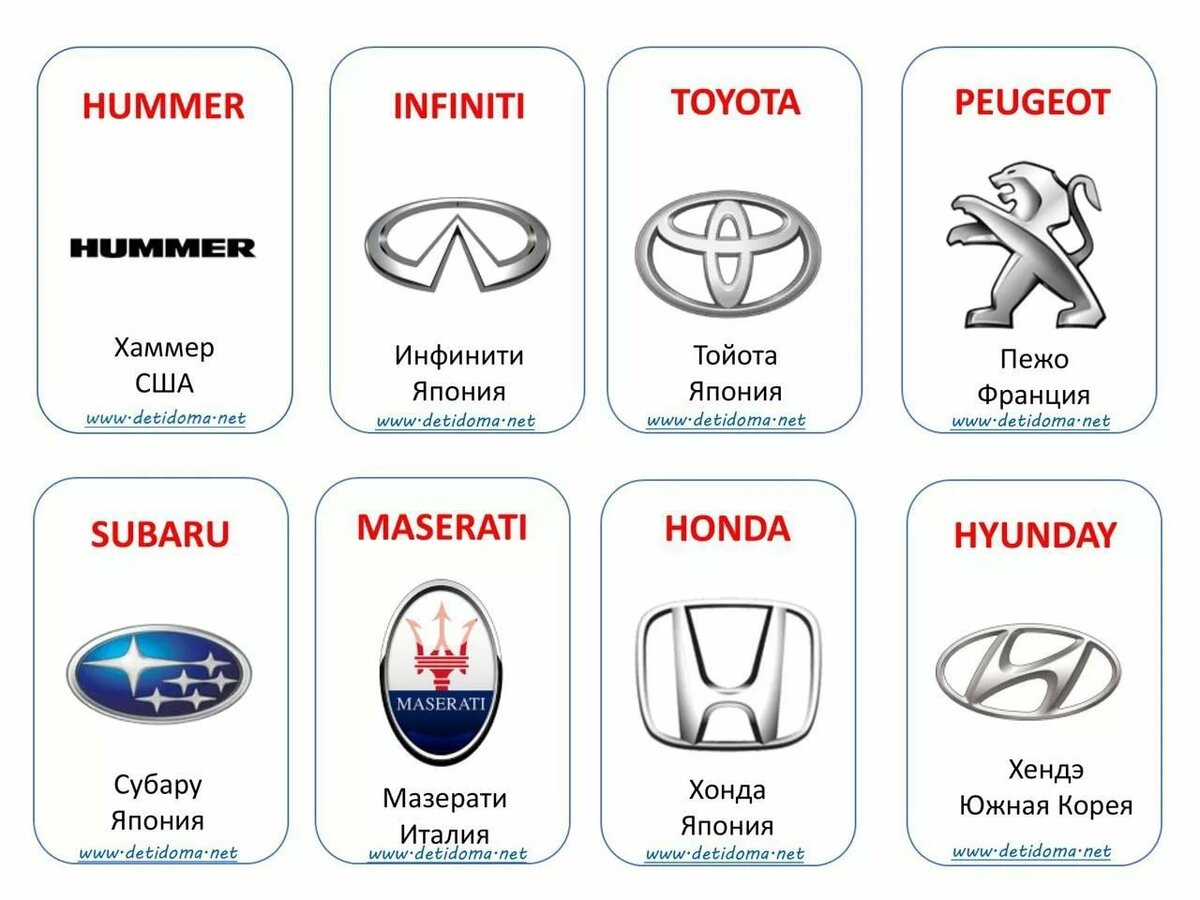 HUMMER
HUMMER
Хаммер
США
www.detidoma.net
INFINITI
Инфинити
Япония
www.detidoma.net
TOYOTA
Тойота
Япония
www.detidoma.net
PEUGEOT
Пежо
Франция
www.detidoma.net
SUBARU
Субару
Япония
www.detidoma.net
MASERATI
MASERATI
Мазерати
Италия
www.detidoma.net
HONDA
Хонда
Япония
www.detidoma.net
HYUNDAY
Хендэ
Южная Корея
www.detidoma.net